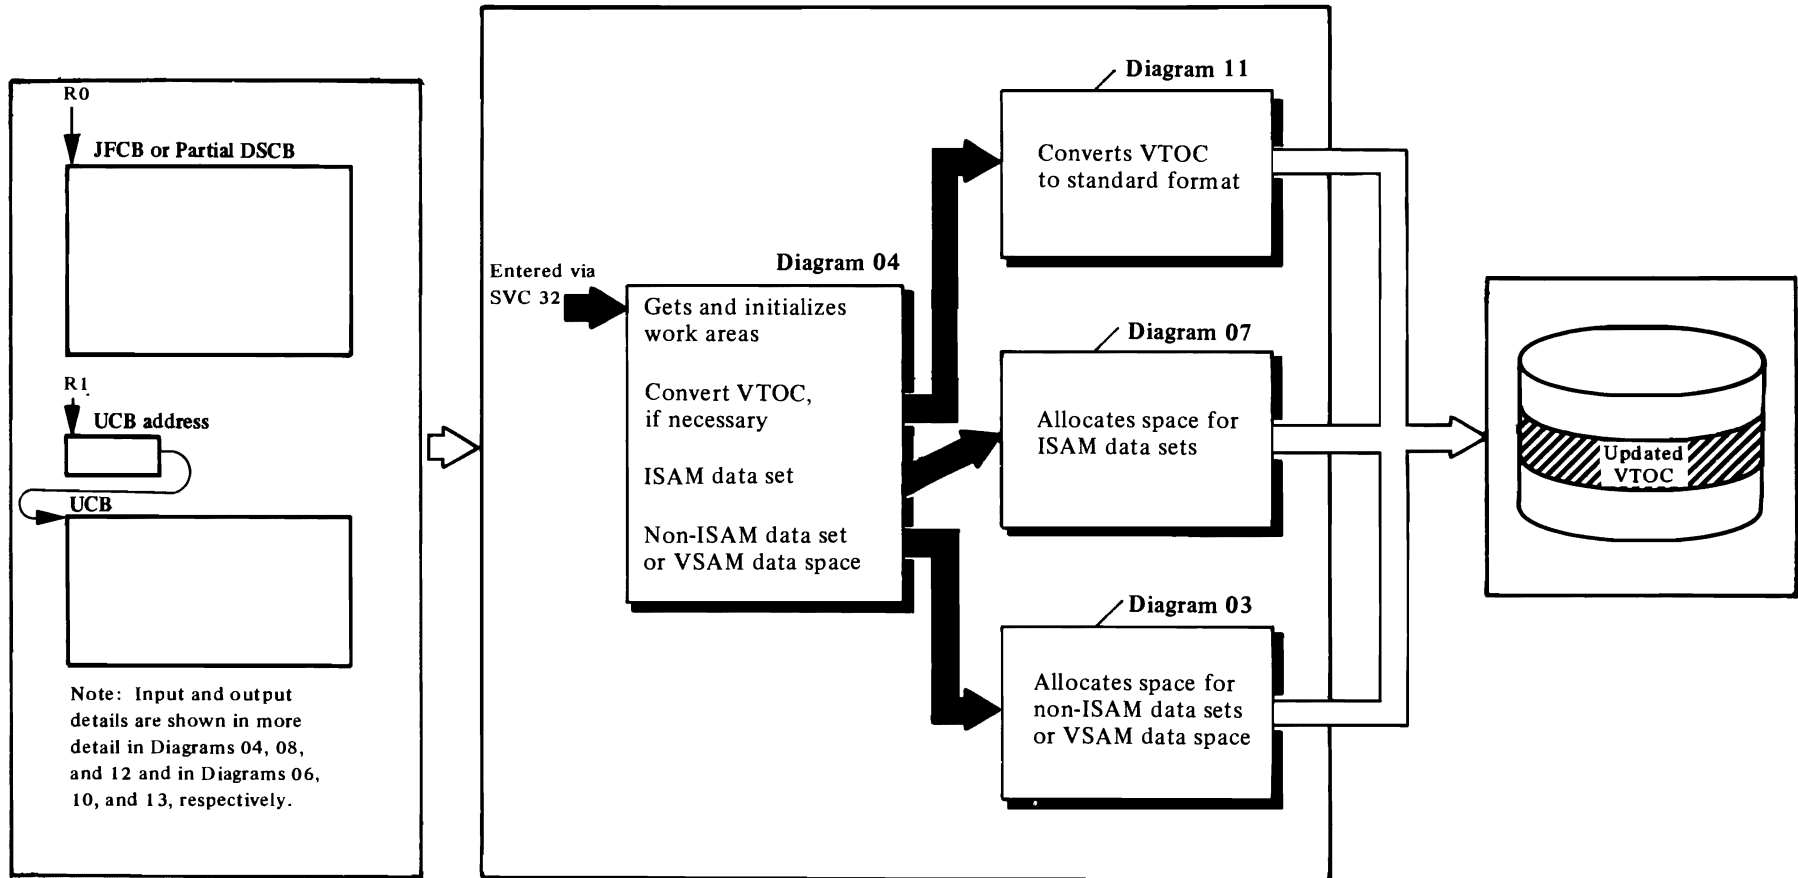 R0
JFCB or Partial DSCB
R1
UCB address
UCB
Note: Input and output
details are shown in more
detail in Diagrams 04, 08,
and 12 and in Diagrams 06,
10, and 13, respectively.
Entered via
SVC 32
Diagram 04
Gets and initializes
work areas
Convert VTOC,
if necessary
ISAM data set
Non-ISAM data set
or VSAM data space
Diagram 11
Converts VTOC
to standard format
Diagram 07
Allocates space for
ISAM data sets
Diagram 03
Allocates space for
non-ISAM data sets
or VSAM data space
Updated
VTOC